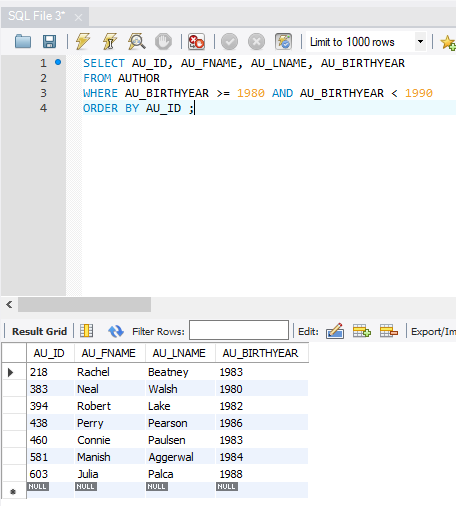 SQL File 3*
Limit to 1000 rows
1 SELECT AU_ID, AU_FNAME, AU_LNAME, AU_BIRTHYEAR
2 FROM AUTHOR
3 WHERE AU_BIRTHYEAR >= 1980 AND AU_BIRTHYEAR < 1990
4 ORDER BY AU_ID ;
Result Grid Filter Rows: Edit: Export/Im
AU_ID AU_FNAME AU_LNAME AU_BIRTHYEAR
218 Rachel Beatney 1983
383 Neal Walsh 1980
394 Robert Lake 1982
438 Perry Pearson 1986
460 Connie Paulsen 1983
581 Manish Aggerwal 1984
603 Julia Palca 1988
NULL NULL NULL NULL